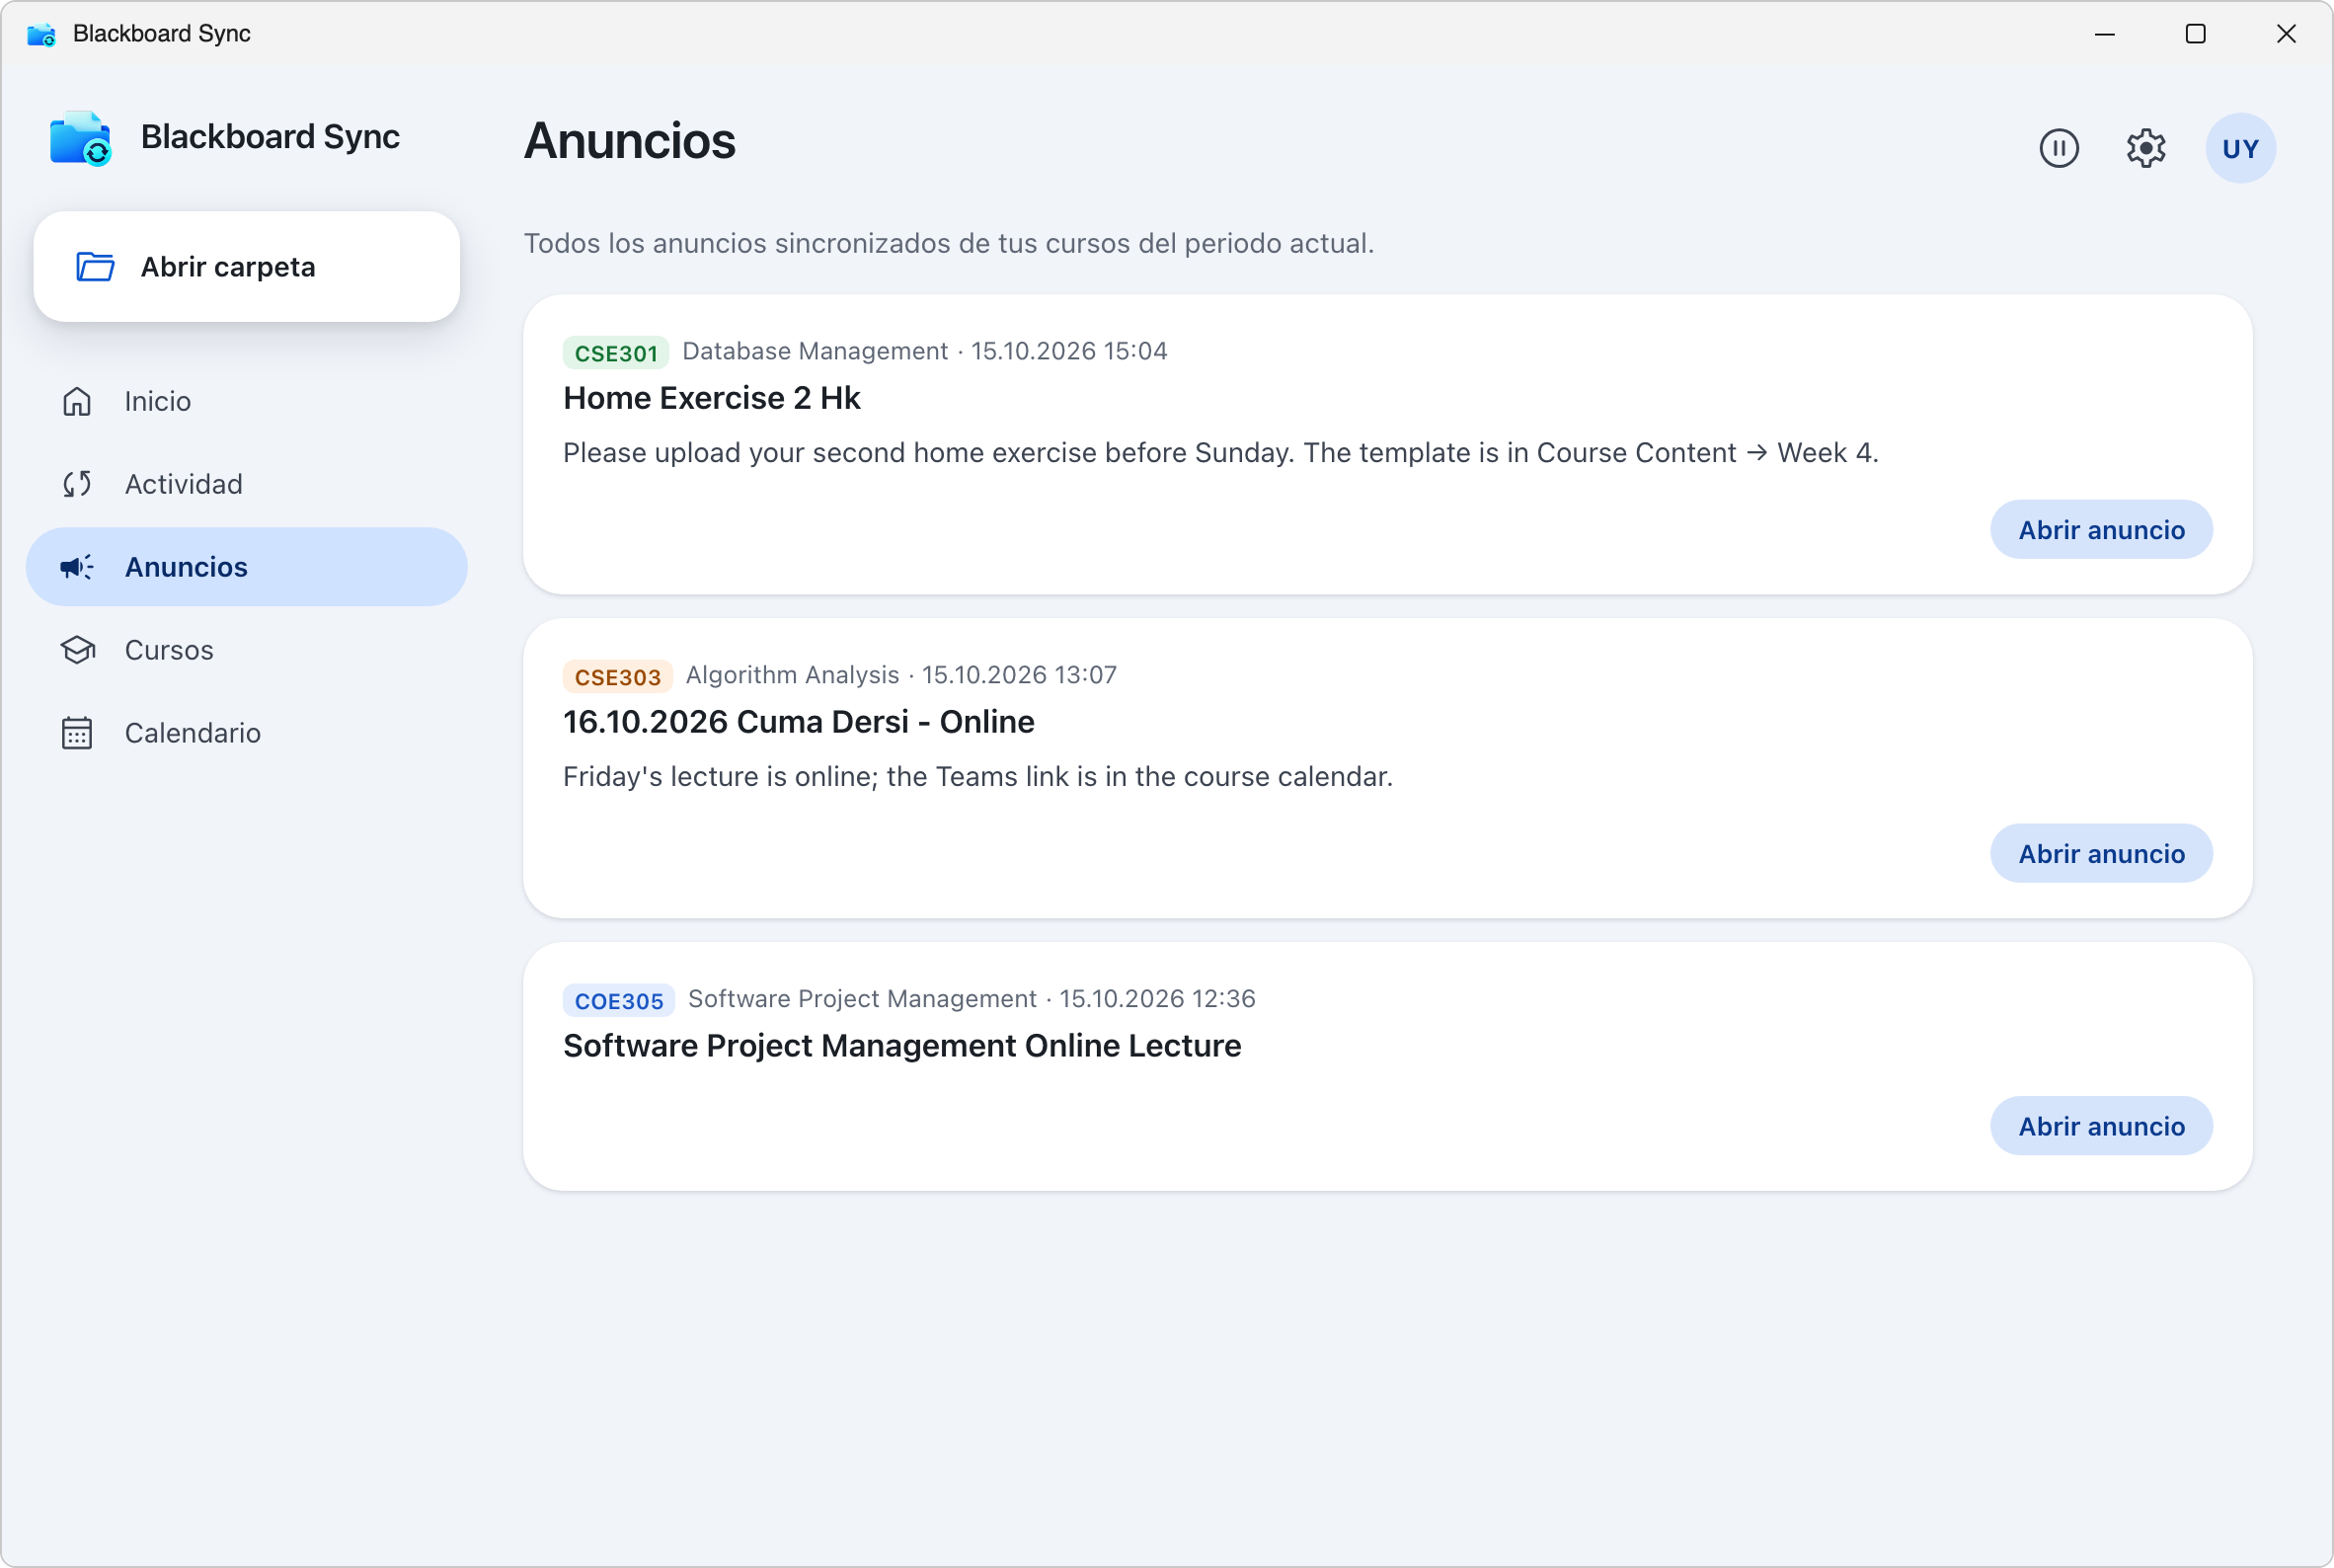 Blackboard Sync
Blackboard Sync
Abrir carpeta
Inicio
Actividad
Anuncios
Cursos
Calendario
Anuncios
UY
Todos los anuncios sincronizados de tus cursos del periodo actual.
CSE301 Database Management · 15.10.2026 15:04
Home Exercise 2 Hk
Please upload your second home exercise before Sunday. The template is in Course Content → Week 4.
Abrir anuncio
CSE303 Algorithm Analysis · 15.10.2026 13:07
16.10.2026 Cuma Dersi - Online
Friday's lecture is online; the Teams link is in the course calendar.
Abrir anuncio
COE305 Software Project Management · 15.10.2026 12:36
Software Project Management Online Lecture
Abrir anuncio